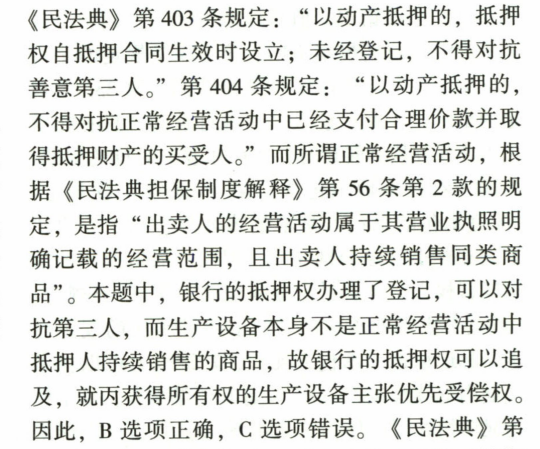 《民法典》第 403 条规定：“以动产抵押的，抵押
权自抵押合同生效时设立；未经登记，不得对抗
善意第三人。”第 404 条规定：“以动产抵押的，
不得对抗正常经营活动中已经支付合理价款并取
得抵押财产的买受人。”而所谓正常经营活动，根
据《民法典担保制度解释》第 56 条第 2 款的规
定，是指“出卖人的经营活动属于其营业执照明
确记载的经营范围，且出卖人持续销售同类商
品”。本题中，银行的抵押权办理了登记，可以对
抗第三人，而生产设备本身不是正常经营活动中
抵押人持续销售的商品，故银行的抵押权可以追
及，就丙获得所有权的生产设备主张优先受偿权。
因此，B 选项正确，C 选项错误。《民法典》第